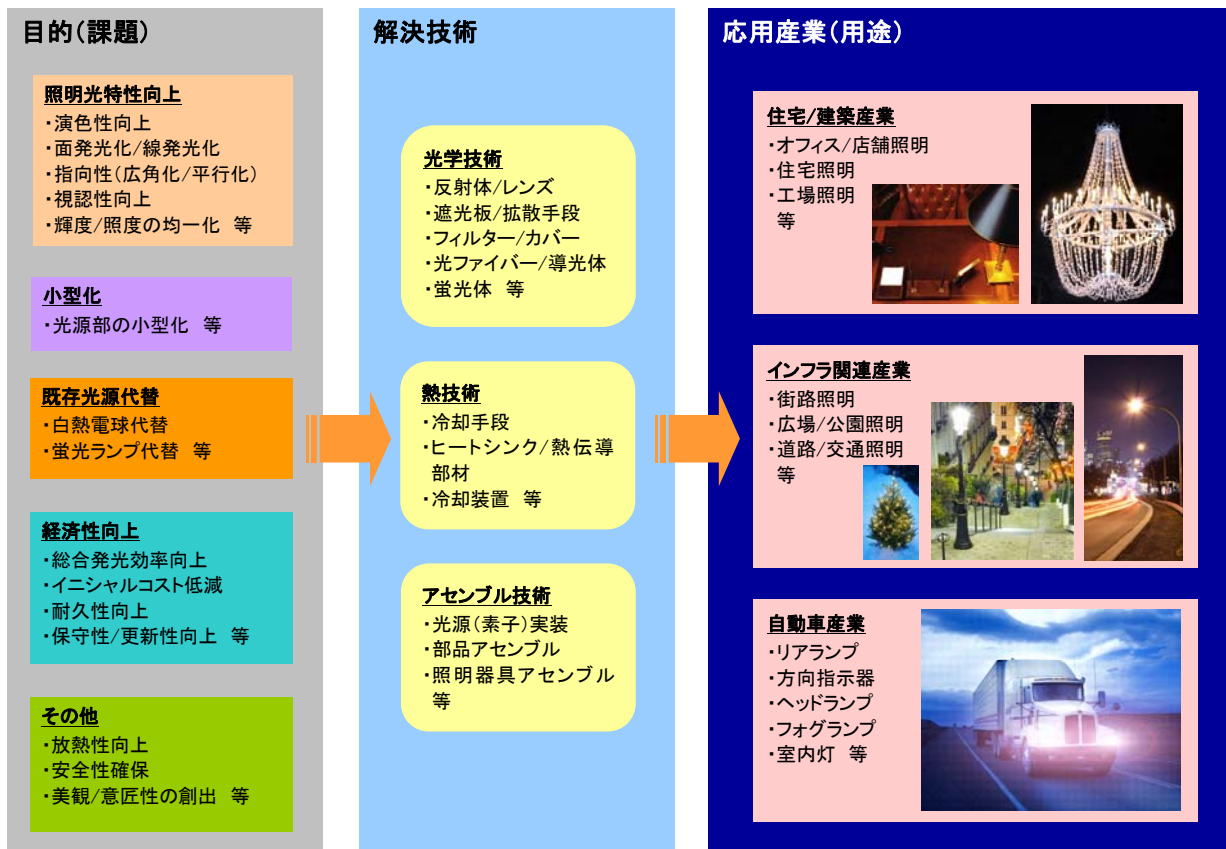 目的(課題)
照明光特性向上
・演色性向上
・面発光化/線発光化
・指向性(広角化/平行化)
・視認性向上
・輝度/照度の均一化 等
小型化
・光源部の小型化 等
既存光源代替
・白熱電球代替
・蛍光ランプ代替 等
経済性向上
・総合発光効率向上
・イニシャルコスト低減
・耐久性向上
・保守性/更新性向上 等
その他
・放熱性向上
・安全性確保
・美観/意匠性の創出 等
解決技術
光学技術
・反射体/レンズ
・遮光板/拡散手段
・フィルター/カバー
・光ファイバー/導光体
・蛍光体 等
熱技術
・冷却手段
・ヒートシンク/熱伝導
部材
・冷却装置 等
アセンブル技術
・光源(素子)実装
・部品アセンブル
・照明器具アセンブル
等
応用産業(用途)
住宅/建築産業
・オフィス/店舗照明
・住宅照明
・工場照明
等
インフラ関連産業
・街路照明
・広場/公園照明
・道路/交通照明
等
自動車産業
・リアランプ
・方向指示器
・ヘッドランプ
・フォグランプ
・室内灯 等